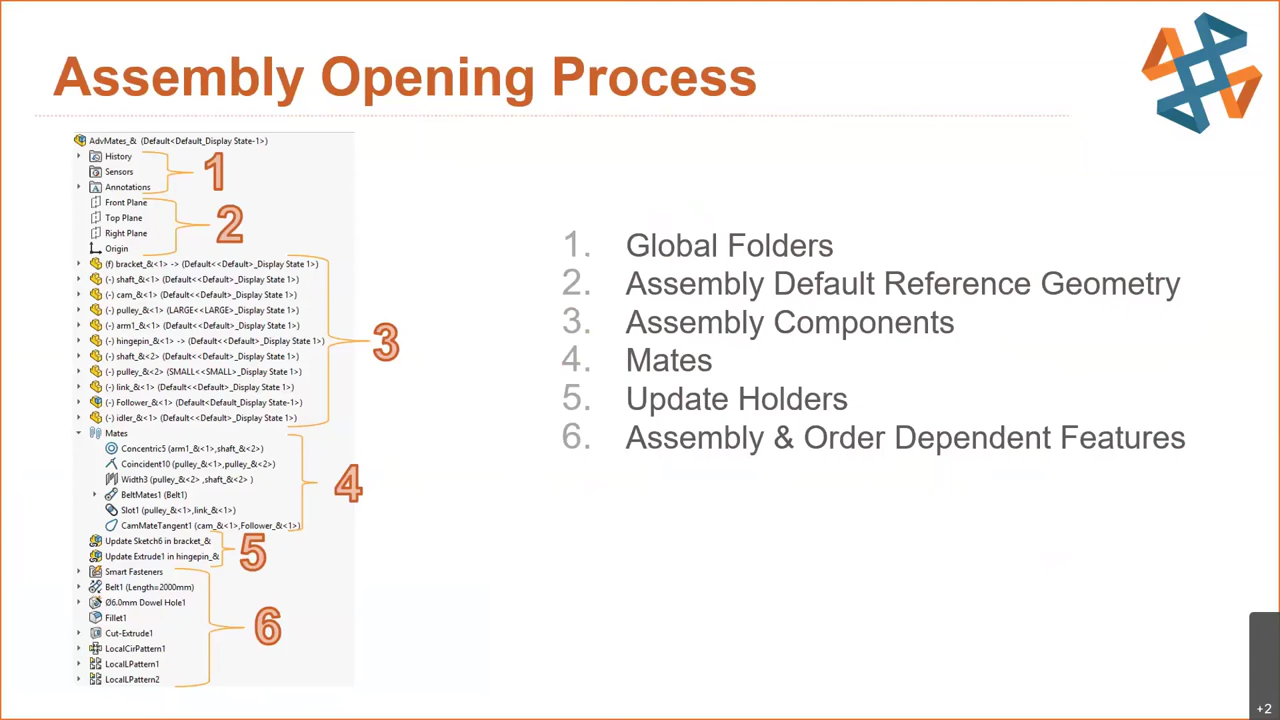 Assembly Opening Process
AdvMates_& (Default<Default_Display State-1>)
History
Sensors
Annotations
1
Front Plane
Top Plane
Right Plane
Origin
2
(f) bracket_&<1> -> (Default<<Default>_Display State 1>)
(-) shaft_&<1> (Default<<Default>_Display State 1>)
(-) cam_&<1> (Default<<Default>_Display State 1>)
(-) pulley_&<1> (LARGE<<LARGE>_Display State 1>)
(-) arm1_&<1> (Default<<Default>_Display State 1>)
(-) hingepin_&<1> -> (Default<<Default>_Display State 1>)
(-) shaft_&<2> (Default<<Default>_Display State 1>)
(-) pulley_&<2> (SMALL<<SMALL>_Display State 1>)
(-) link_&<1> (Default<<Default>_Display State 1>)
(-) Follower_&<1> (Default<Default_Display State-1>)
(-) idler_&<1> (Default<<Default>_Display State 1>)
3
Mates
Concentric5 (arm1_&<1>,shaft_&<2>)
Coincident10 (pulley_&<1>,pulley_&<2>)
Width3 (pulley_&<2> ,shaft_&<2> )
BeltMates1 (Belt1)
Slot1 (pulley_&<1>,link_&<1>)
CamMateTangent1 (cam_&<1>,Follower_&<1>)
4
Update Sketch6 in bracket_&
Update Extrude1 in hingepin_&
5
Smart Fasteners
Belt1 (Length=2000mm)
Ø6.0mm Dowel Hole1
Fillet1
Cut-Extrude1
LocalCirPattern1
LocalLPattern1
LocalLPattern2
6
1. Global Folders
2. Assembly Default Reference Geometry
3. Assembly Components
4. Mates
5. Update Holders
6. Assembly & Order Dependent Features
+2